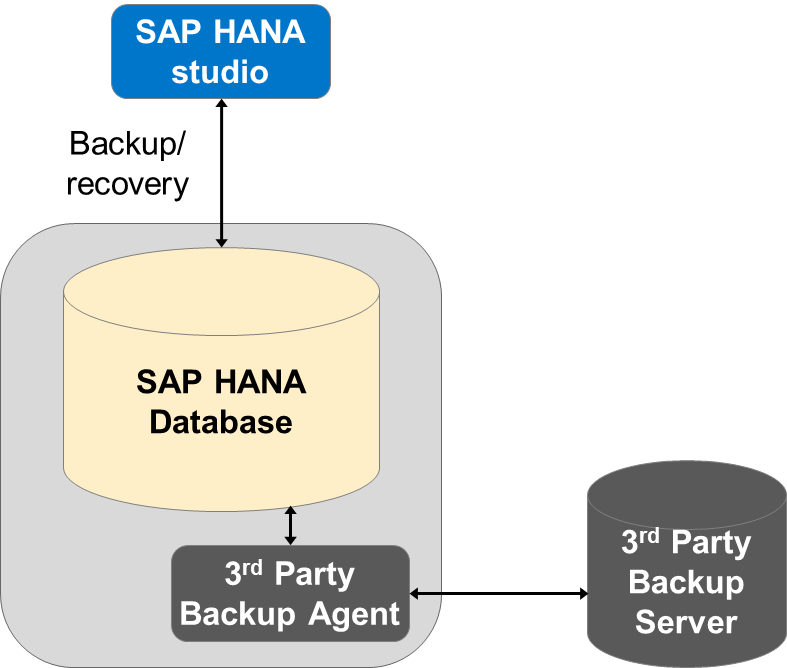 SAP HANA
studio
Backup/
recovery
SAP HANA
Database
3rd Party
Backup Agent
3rd Party
Backup
Server